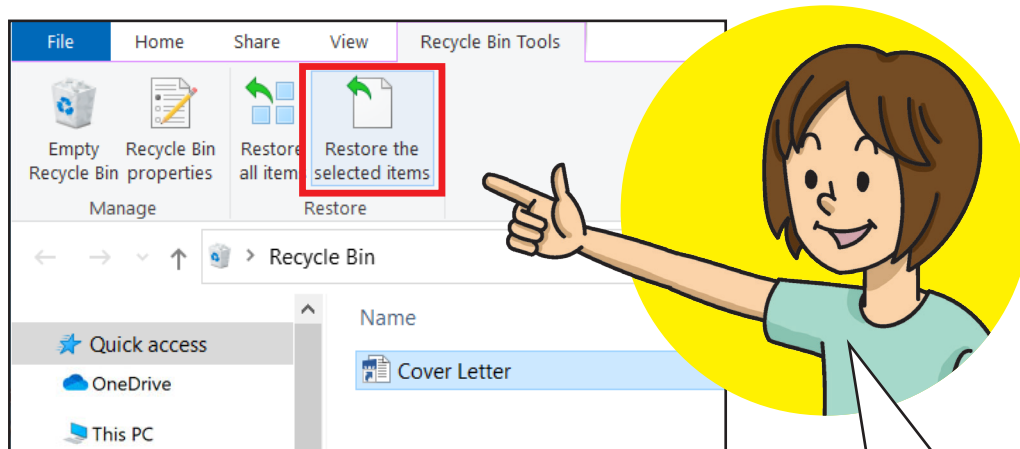 File Home Share View Recycle Bin Tools
Empty Recycle Bin Restore Restore the
Recycle Bin properties all item selected items
Manage Restore
Recycle Bin
Name
Quick access
Cover Letter
OneDrive
This PC